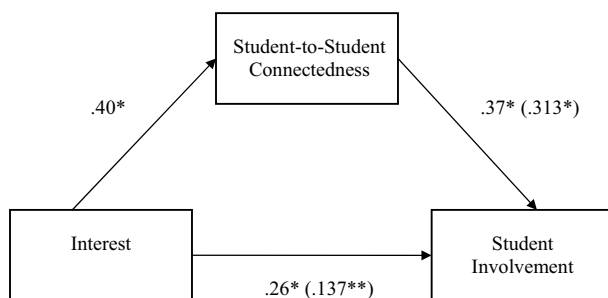 Student-to-Student
Connectedness
.40*
.37* (.313*)
Interest
Student
Involvement
.26* (.137**)